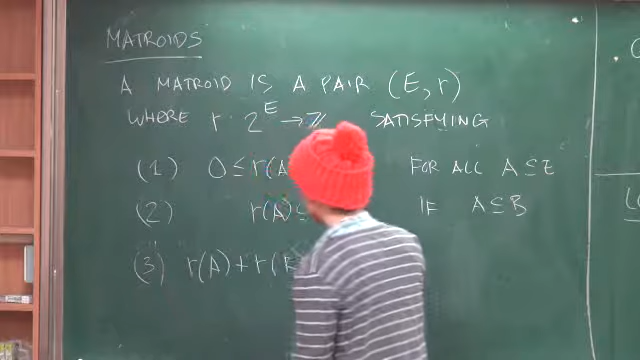 MATROIDS
A MATROID IS A PAIR (E, r)
WHERE r : 2^E → ℤ SATISFYING
(1) 0 ≤ r(A FOR ALL A ⊆ E
(2) r(A) ≤ IF A ⊆ B
(3) r(A) + r(B